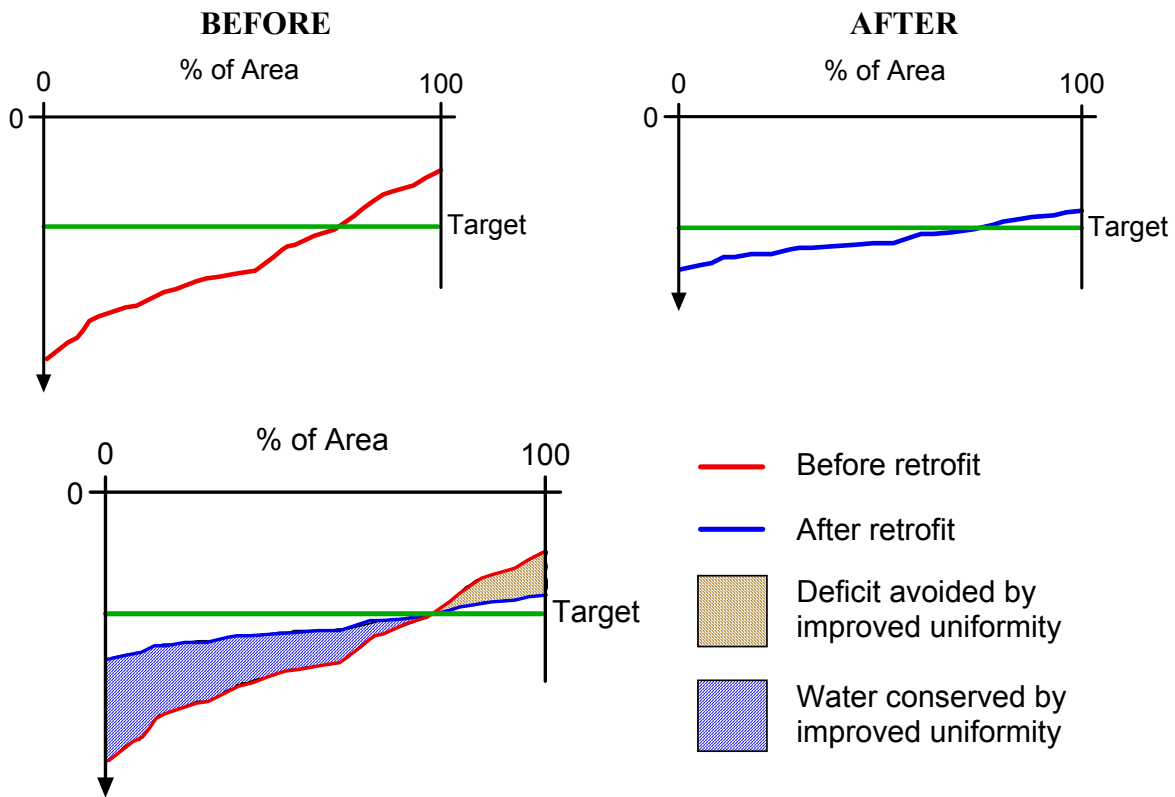 BEFORE
0
% of Area
100
0
Target
AFTER
0
% of Area
100
0
Target
0
% of Area
100
0
Target
Before retrofit
After retrofit
Deficit avoided by
improved uniformity
Water conserved by
improved uniformity